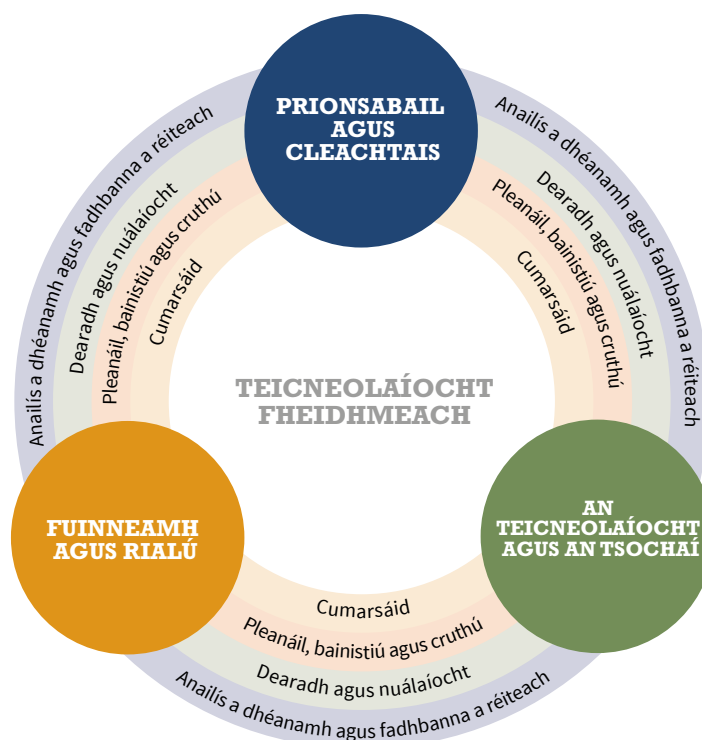 PRIONSABAIL
AGUS
CLEACHTAIS
Anailís a dhéanamh agus fadhbanna a réiteach
Dearadh agus nuálaíocht
Pleanáil, bainistiú agus cruthú
Cumarsáid
Anailís a dhéanamh agus fadhbanna a réiteach
Dearadh agus nuálaíocht
Pleanáil, bainistiú agus cruthú
Cumarsáid
TEICNEOLAÍOCHT
FHEIDHMEACH
FUINNEAMH
AGUS RIALÚ
AN
TEICNEOLAÍOCHT
AGUS AN TSOCHAÍ
Cumarsáid
Pleanáil, bainistiú agus cruthú
Dearadh agus nuálaíocht
Anailís a dhéanamh agus fadhbanna a réiteach